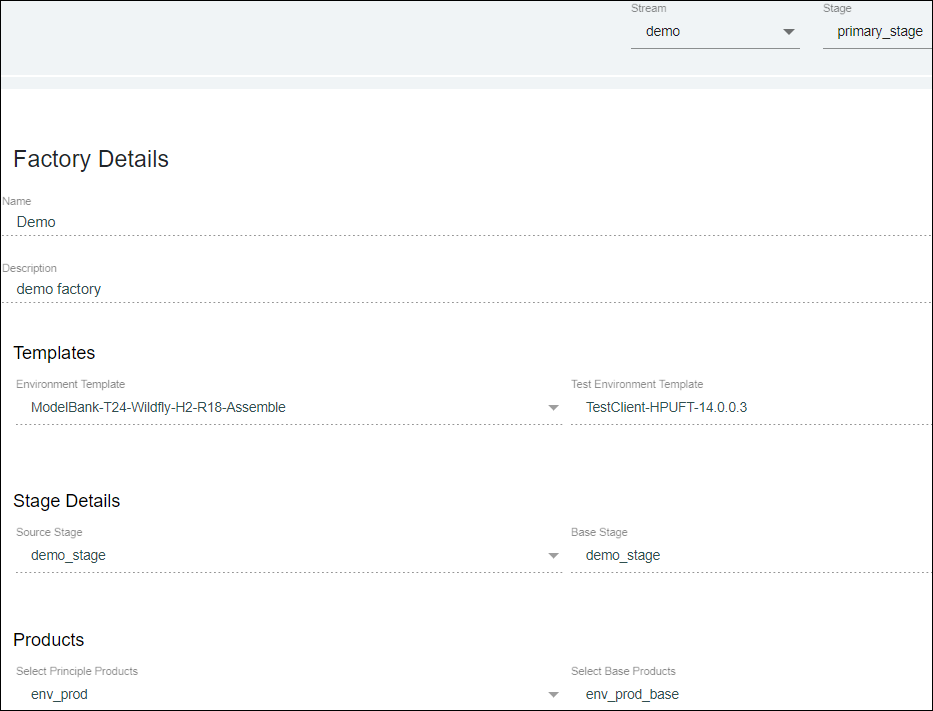 Stream Stage
demo primary_stage
Factory Details
Name
Demo
Description
demo factory
Templates
Environment Template Test Environment Template
ModelBank-T24-Wildfly-H2-R18-Assemble TestClient-HPUFT-14.0.0.3
Stage Details
Source Stage Base Stage
demo_stage demo_stage
Products
Select Principle Products Select Base Products
env_prod env_prod_base